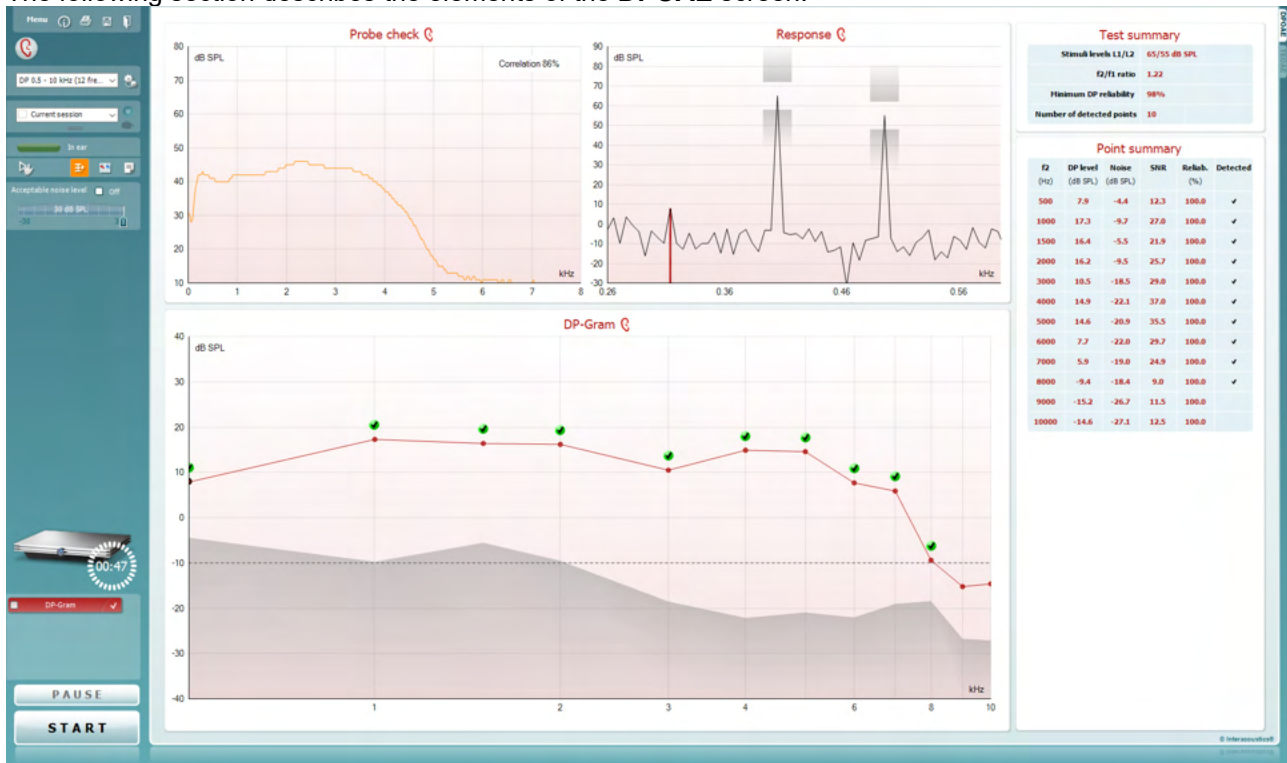 The following section describes the elements of the DPOAE screen.
Menu
DP 0.5 - 10 kHz (12 fre...
Current session
In ear
Acceptable noise level Off
30 dB SPL
-30 3
00:47
DP-Gram
PAUSE
START
Probe check
dB SPL
Correlation 86%
80
70
60
50
40
30
20
10
0 1 2 3 4 5 6 7 8
kHz
Response
dB SPL
90
80
70
60
50
40
30
20
10
0
-10
-20
-30
0.26 0.36 0.46 0.56
kHz
DP-Gram
dB SPL
40
30
20
10
0
-10
-20
-30
-40
1 2 3 4 6 8 10
kHz
Test summary
Stimuli levels L1/L2 65/55 dB SPL
f2/f1 ratio 1.22
Minimum DP reliability 98%
Number of detected points 10
Point summary
f2 DP level Noise SNR Reliab. Detected
(Hz) (dB SPL) (dB SPL) (%)
500 7.9 -4.4 12.3 100.0 ✔
1000 17.3 -9.7 27.0 100.0 ✔
1500 16.4 -5.5 21.9 100.0 ✔
2000 16.2 -9.5 25.7 100.0 ✔
3000 10.5 -18.5 29.0 100.0 ✔
4000 14.9 -22.1 37.0 100.0 ✔
5000 14.6 -20.9 35.5 100.0 ✔
6000 7.7 -22.0 29.7 100.0 ✔
7000 5.9 -19.0 24.9 100.0 ✔
8000 -9.4 -18.4 9.0 100.0 ✔
9000 -15.2 -26.7 11.5 100.0
10000 -14.6 -27.1 12.5 100.0
DPOAE
© Interacoustics®